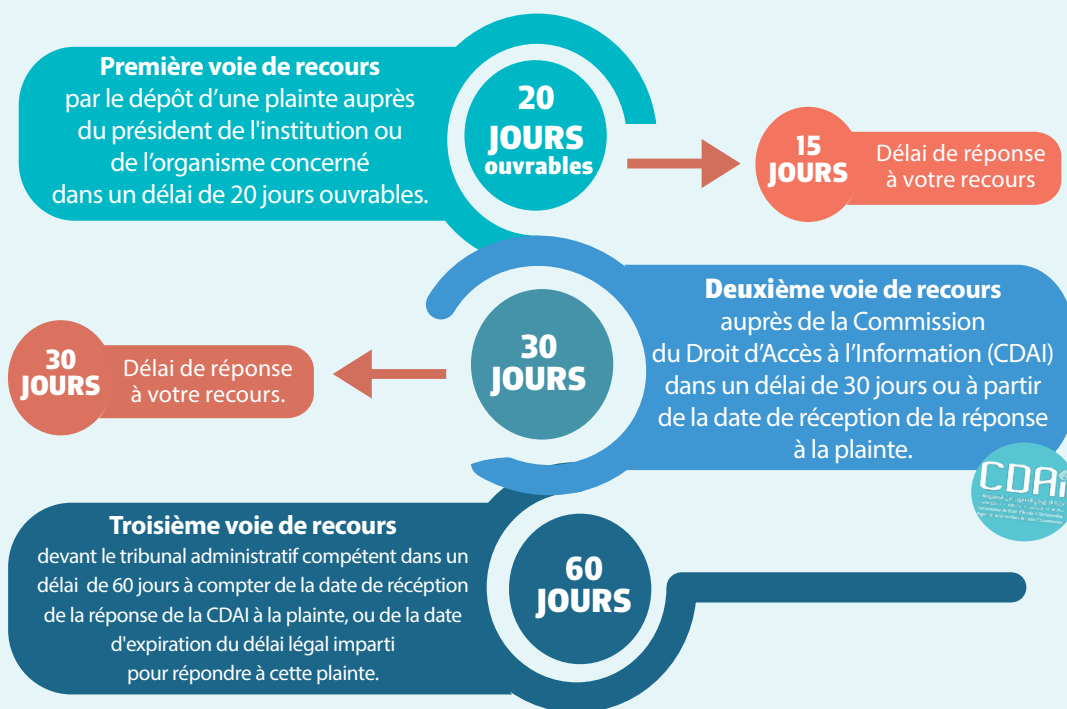 Première voie de recours
par le dépôt d'une plainte auprès
du président de l'institution ou
de l’organisme concerné
dans un délai de 20 jours ouvrables.
20
JOURS
ouvrables
15
JOURS
Délai de réponse
à votre recours
Deuxième voie de recours
auprès de la Commission
du Droit d’Accès à l’Information (CDAI)
dans un délai de 30 jours ou à partir
de la date de réception de la réponse
à la plainte.
30
JOURS
30
JOURS
Délai de réponse
à votre recours.
CDAi
Troisième voie de recours
devant le tribunal administratif compétent dans un
délai de 60 jours à compter de la date de récéption
de la réponse de la CDAI à la plainte, ou de la date
d'expiration du délai légal imparti
pour répondre à cette plainte.
60
JOURS